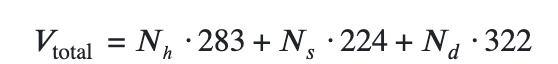 V_total = N_h · 283 + N_s · 224 + N_d · 322